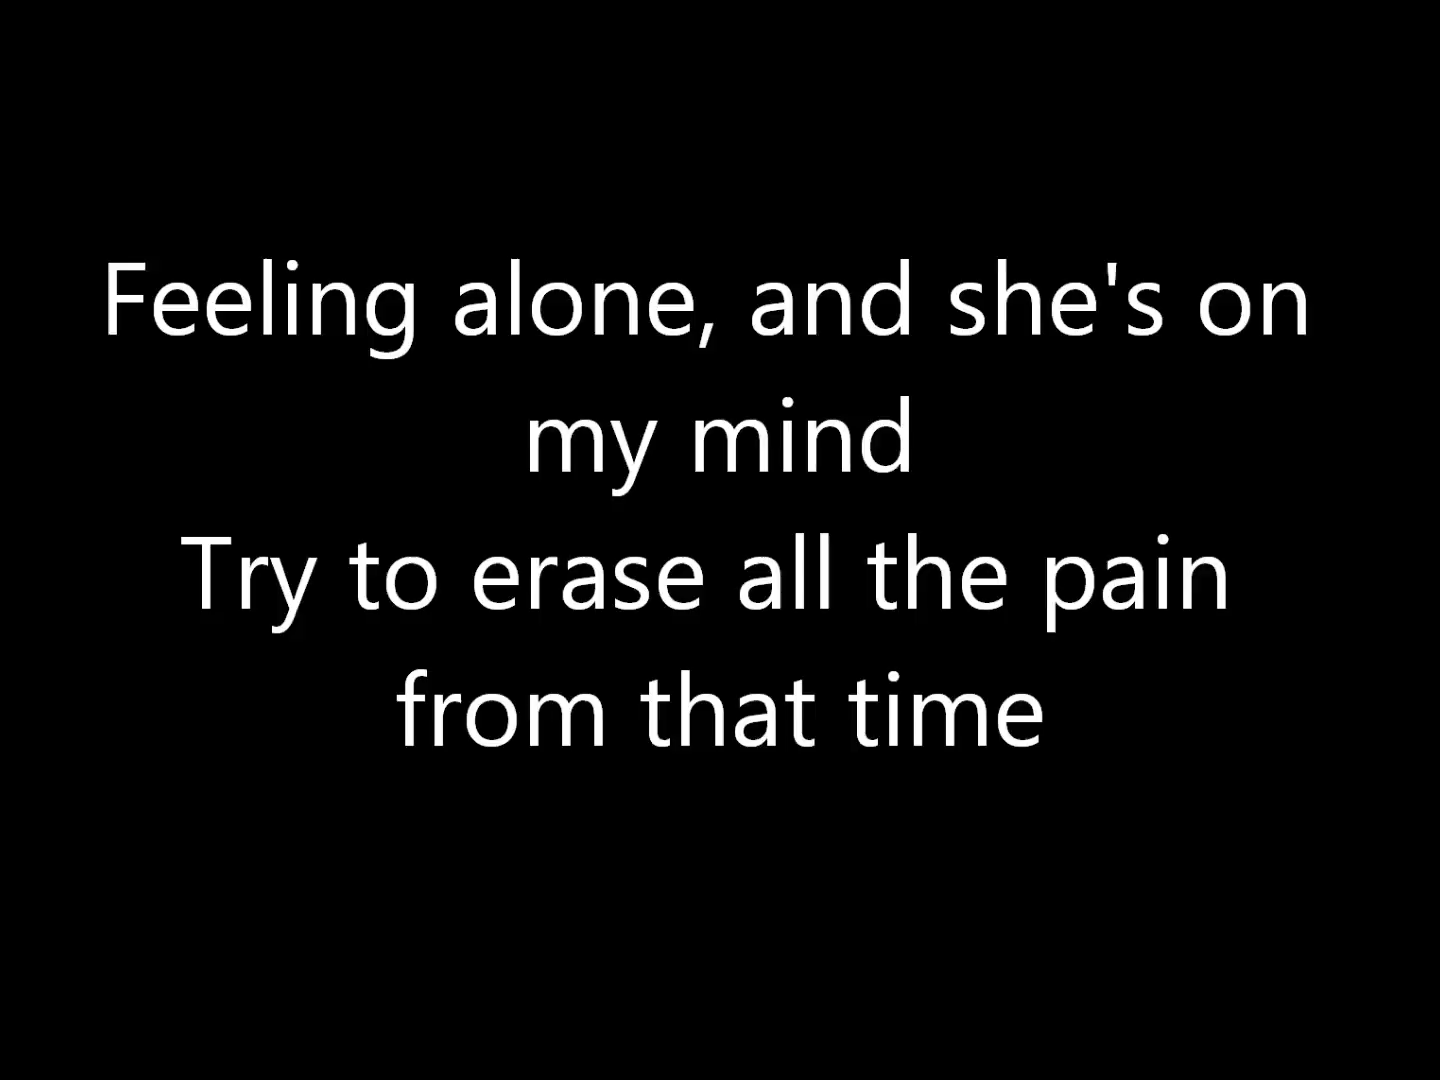 Feeling alone, and she's on
my mind
Try to erase all the pain
from that time